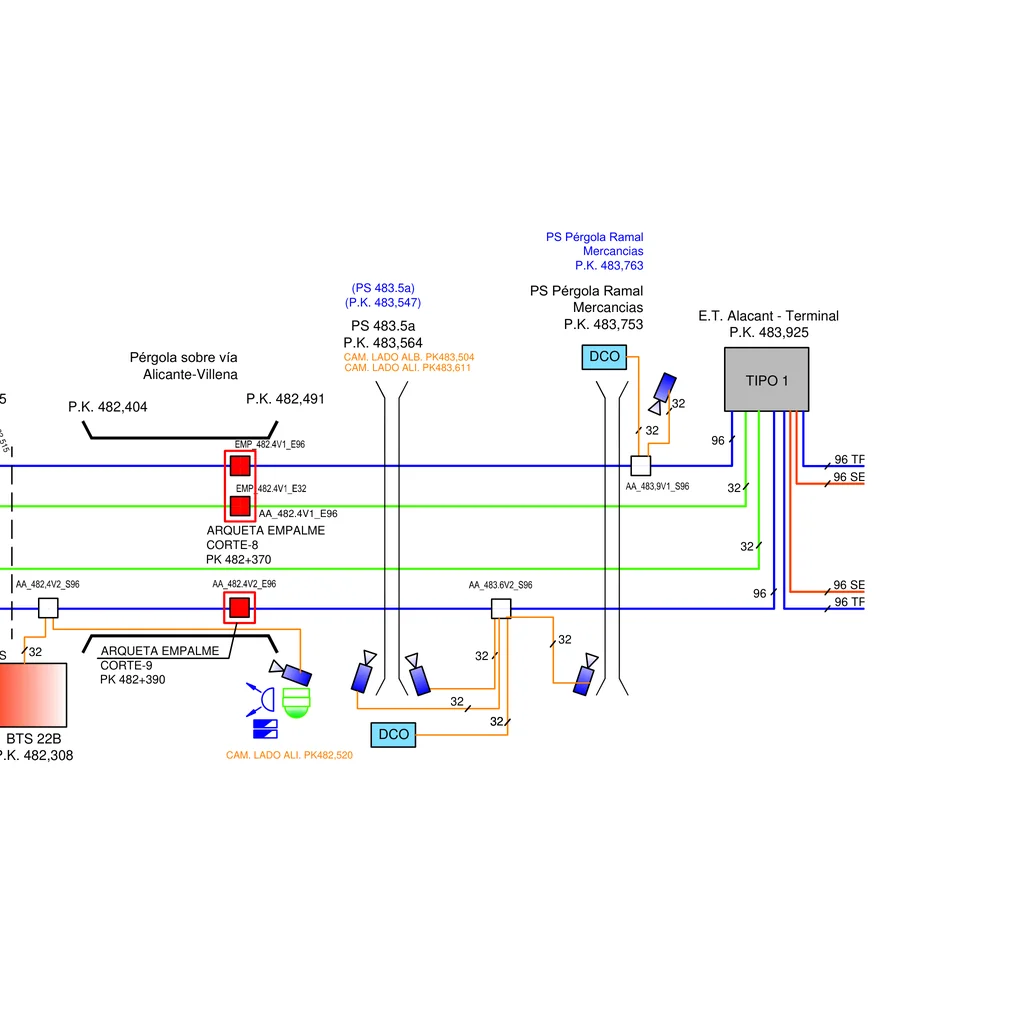 PS Pérgola Ramal
Mercancias
P.K. 483,763
(PS 483.5a)
(P.K. 483,547)
PS Pérgola Ramal
Mercancias
P.K. 483,753
E.T. Alacant - Terminal
P.K. 483,925
PS 483.5a
P.K. 483,564
CAM. LADO ALB. PK483,504
CAM. LADO ALI. PK483,611
Pérgola sobre vía
Alicante-Villena
DCO
TIPO 1
5
P.K. 482,404
P.K. 482,491
32
32
96
EMP_482.4V1_E96
96 TF
96 SE
AA_483,9V1_S96
32
EMP_482.4V1_E32
AA_482.4V1_E96
ARQUETA EMPALME
CORTE-8
PK 482+370
32
AA_482,4V2_S96
AA_482.4V2_E96
AA_483.6V2_S96
96
96 SE
96 TF
S
32
ARQUETA EMPALME
CORTE-9
PK 482+390
32
32
32
32
DCO
BTS 22B
P.K. 482,308
CAM. LADO ALI. PK482,520